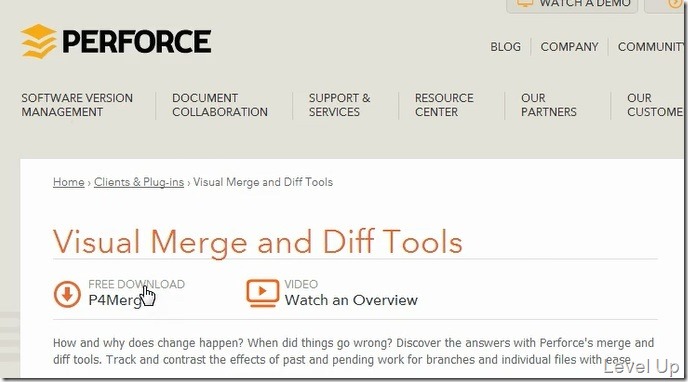 WATCH A DEMO
PERFORCE
BLOG COMPANY COMMUNITY
SOFTWARE VERSION MANAGEMENT
DOCUMENT COLLABORATION
SUPPORT & SERVICES
RESOURCE CENTER
OUR PARTNERS
OUR CUSTOME
Home › Clients & Plug-ins › Visual Merge and Diff Tools
Visual Merge and Diff Tools
FREE DOWNLOAD
P4Merg
VIDEO
Watch an Overview
How and why does change happen? When did things go wrong? Discover the answers with Perforce's merge and
diff tools. Track and contrast the effects of past and pending work for branches and individual files with ease.
Level Up